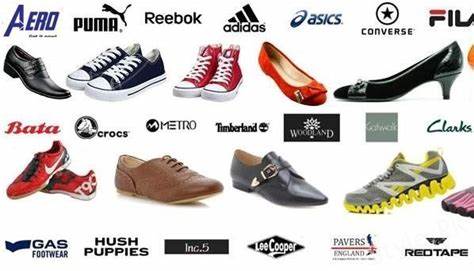 AERO
PUMA
Reebok
adidas
asics
CONVERSE
FILA
Bata
crocs
METRO
Timberland
WOODLAND
Catwalk
Clarks
GAS
FOOTWEAR
HUSH
PUPPIES
Inc.5
Lee Cooper
PAVERS
ENGLAND
REDTAPE